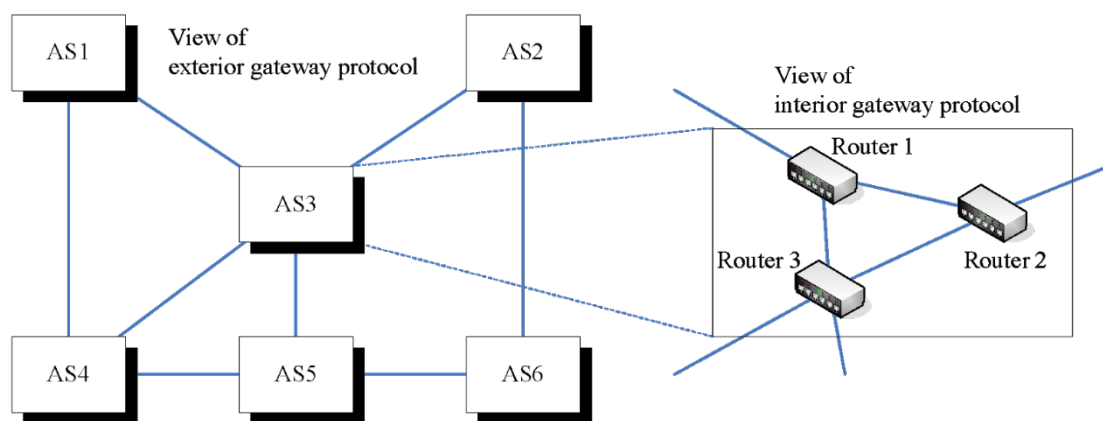 AS1
View of
exterior gateway protocol
AS2
View of
interior gateway protocol
Router 1
AS3
Router 3
Router 2
AS4
AS5
AS6